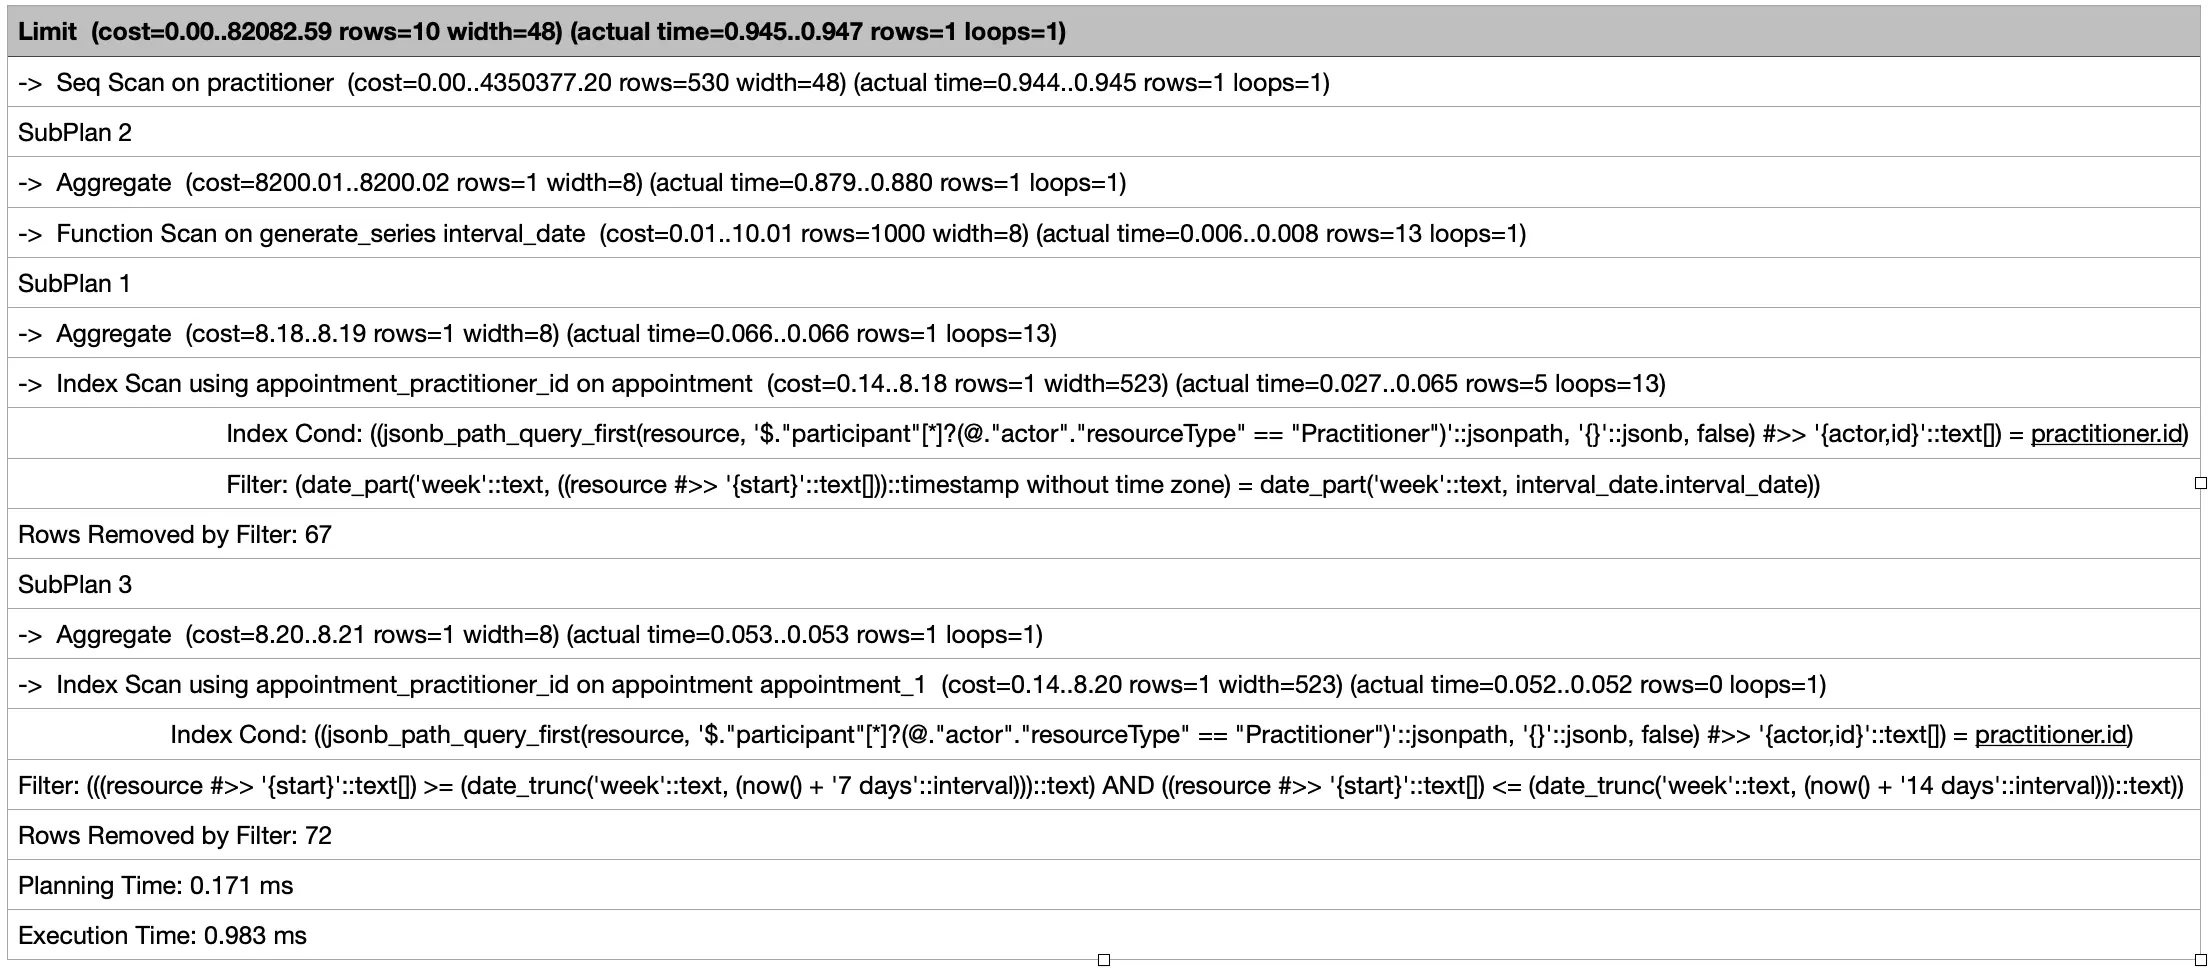 Limit  (cost=0.00..82082.59 rows=10 width=48) (actual time=0.945..0.947 rows=1 loops=1)
->  Seq Scan on practitioner  (cost=0.00..4350377.20 rows=530 width=48) (actual time=0.944..0.945 rows=1 loops=1)
SubPlan 2
->  Aggregate  (cost=8200.01..8200.02 rows=1 width=8) (actual time=0.879..0.880 rows=1 loops=1)
->  Function Scan on generate_series interval_date  (cost=0.01..10.01 rows=1000 width=8) (actual time=0.006..0.008 rows=13 loops=1)
SubPlan 1
->  Aggregate  (cost=8.18..8.19 rows=1 width=8) (actual time=0.066..0.066 rows=1 loops=13)
->  Index Scan using appointment_practitioner_id on appointment  (cost=0.14..8.18 rows=1 width=523) (actual time=0.027..0.065 rows=5 loops=13)
Index Cond: ((jsonb_path_query_first(resource, '$."participant"[*]?(@."actor"."resourceType" == "Practitioner")'::jsonpath, '{}'::jsonb, false) #>> '{actor,id}'::text[]) = practitioner.id)
Filter: (date_part('week'::text, ((resource #>> '{start}'::text[]))::timestamp without time zone) = date_part('week'::text, interval_date.interval_date))
Rows Removed by Filter: 67
SubPlan 3
->  Aggregate  (cost=8.20..8.21 rows=1 width=8) (actual time=0.053..0.053 rows=1 loops=1)
->  Index Scan using appointment_practitioner_id on appointment appointment_1  (cost=0.14..8.20 rows=1 width=523) (actual time=0.052..0.052 rows=0 loops=1)
Index Cond: ((jsonb_path_query_first(resource, '$."participant"[*]?(@."actor"."resourceType" == "Practitioner")'::jsonpath, '{}'::jsonb, false) #>> '{actor,id}'::text[]) = practitioner.id)
Filter: (((resource #>> '{start}'::text[]) >= (date_trunc('week'::text, (now() + '7 days'::interval)))::text) AND ((resource #>> '{start}'::text[]) <= (date_trunc('week'::text, (now() + '14 days'::interval)))::text))
Rows Removed by Filter: 72
Planning Time: 0.171 ms
Execution Time: 0.983 ms